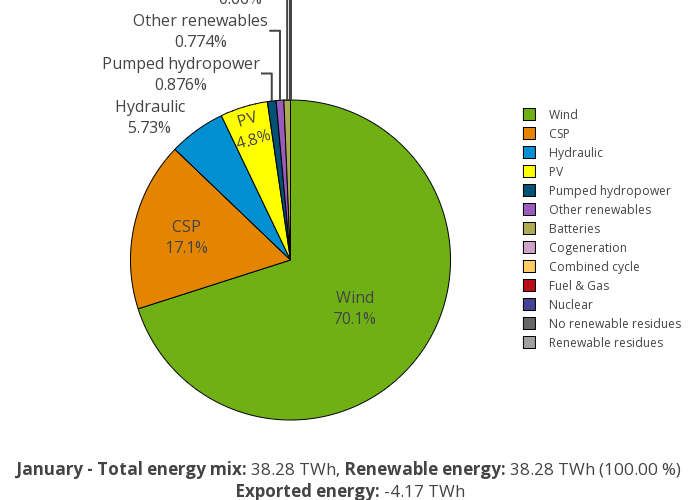 Other renewables
0.774%
Pumped hydropower
0.876%
Hydraulic
5.73%
PV
4.8%
CSP
17.1%
Wind
70.1%
Wind
CSP
Hydraulic
PV
Pumped hydropower
Other renewables
Batteries
Cogeneration
Combined cycle
Fuel & Gas
Nuclear
No renewable residues
Renewable residues
January - Total energy mix: 38.28 TWh, Renewable energy: 38.28 TWh (100.00 %)
Exported energy: -4.17 TWh